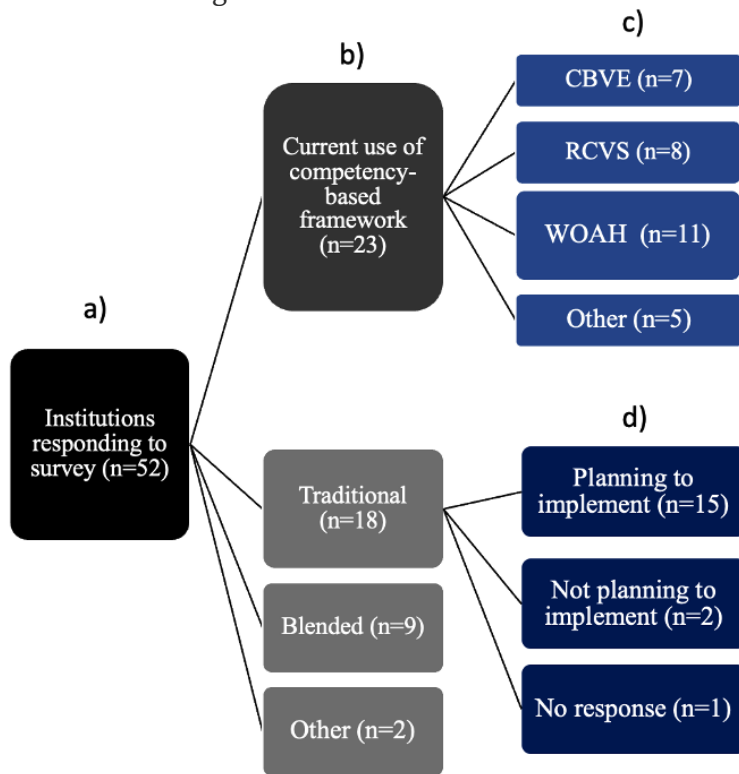 c)
b)
CBVE (n=7)
Current use of
competency-
based
framework
(n=23)
RCVS (n=8)
WOAH (n=11)
Other (n=5)
a)
Institutions
responding to
survey (n=52)
d)
Traditional
(n=18)
Planning to
implement (n=15)
Blended (n=9)
Not planning to
implement (n=2)
Other (n=2)
No response (n=1)